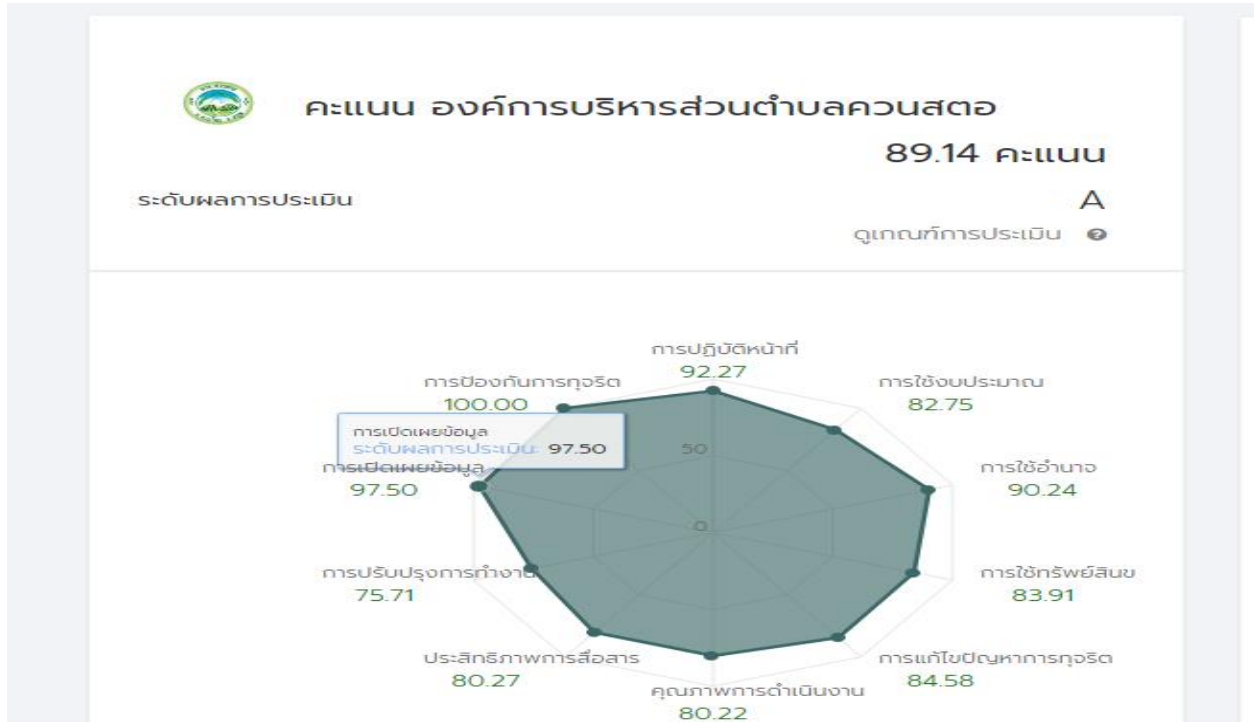 คะแนน องค์การบริหารส่วนตำบลควนสตอ
89.14 คะแนน
ระดับผลการประเมิน
A
ดูเกณฑ์การประเมิน
การปฏิบัติหน้าที่
92.27
การป้องกันการทุจริต
100.00
การใช้งบประมาณ
82.75
การเปิดเผยข้อมูล
ระดับผลการประเมิน: 97.50
50
การเปิดเผยข้อมูล
97.50
การใช้อำนาจ
90.24
0
การปรับปรุงการทำงาน
75.71
การใช้ทรัพย์สินข
83.91
ประสิทธิภาพการสื่อสาร
80.27
การแก้ไขปัญหาการทุจริต
84.58
คุณภาพการดำเนินงาน
80.22